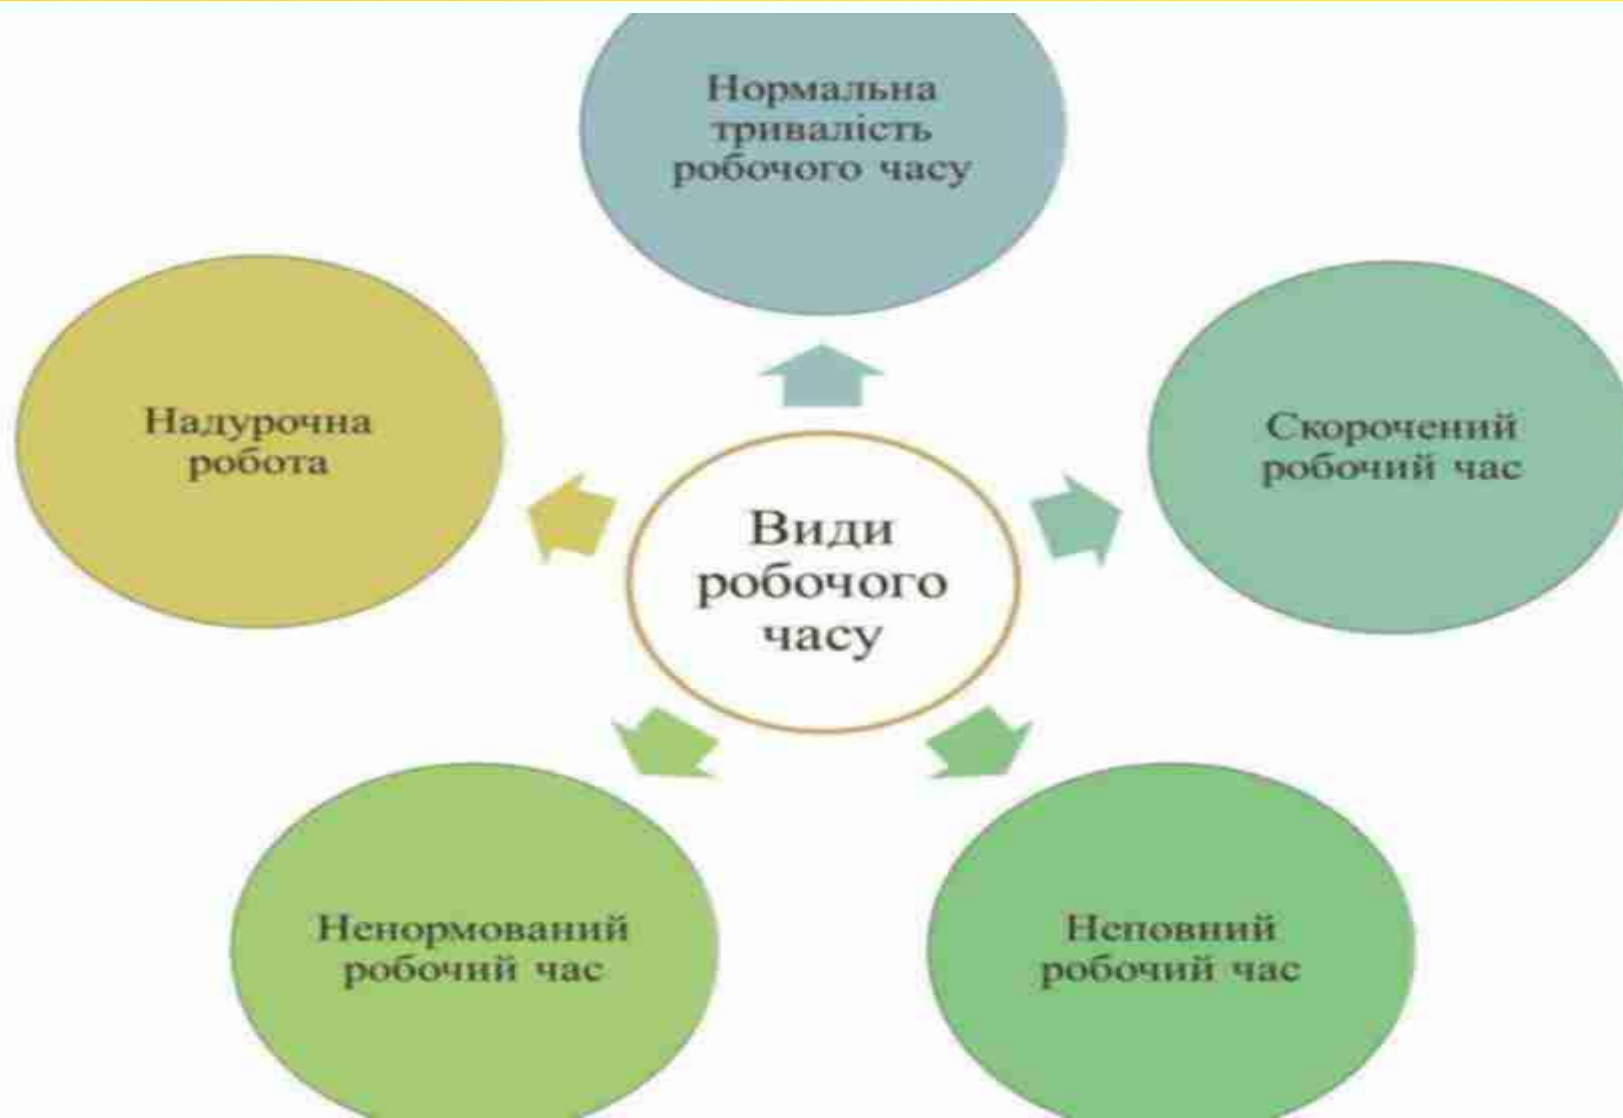 Нормальна
тривалість
робочого часу
Надурочна
робота
Скорочений
робочий час
Види
робочого
часу
Ненормований
робочий час
Неповний
робочий час